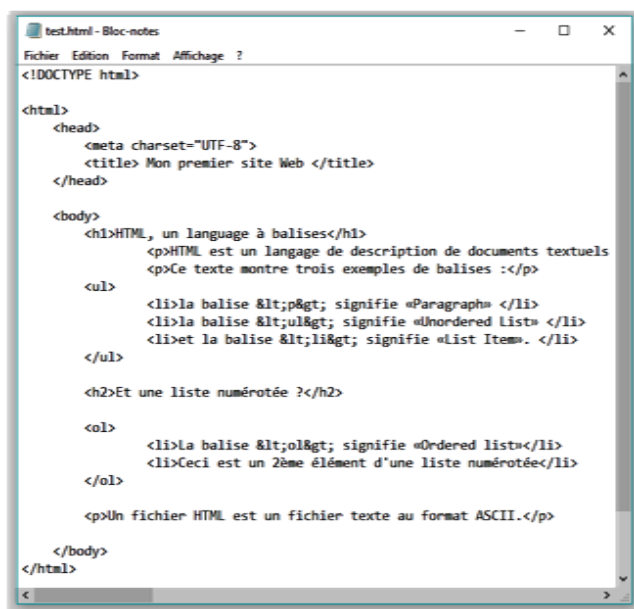 test.html - Bloc-notes
Fichier Edition Format Affichage ?
<!DOCTYPE html>
<html>
<head>
<meta charset="UTF-8">
<title> Mon premier site Web </title>
</head>
<body>
<h1>HTML, un language à balises</h1>
<p>HTML est un langage de description de documents textuels
<p>Ce texte montre trois exemples de balises :</p>
<ul>
<li>la balise &lt;p&gt; signifie «Paragraph» </li>
<li>la balise &lt;ul&gt; signifie «Unordered List» </li>
<li>et la balise &lt;li&gt; signifie «List Item». </li>
</ul>
<h2>Et une liste numérotée ?</h2>
<ol>
<li>La balise &lt;ol&gt; signifie «Ordered list»</li>
<li>Ceci est un 2ème élément d'une liste numérotée</li>
</ol>
<p>Un fichier HTML est un fichier texte au format ASCII.</p>
</body>
</html>